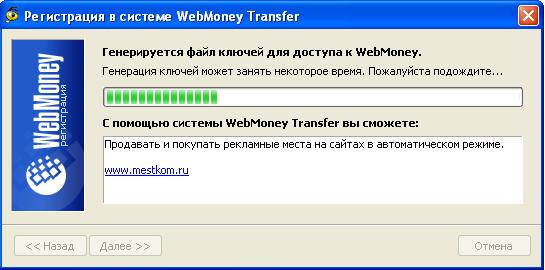 Регистрация в системе WebMoney Transfer
WebMoney
регистрация
Генерируется файл ключей для доступа к WebMoney.
Генерация ключей может занять некоторое время. Пожалуйста подождите...
С помощью системы WebMoney Transfer вы сможете:
Продавать и покупать рекламные места на сайтах в автоматическом режиме.
www.mestkom.ru
<< Назад
Далее >>
Отмена